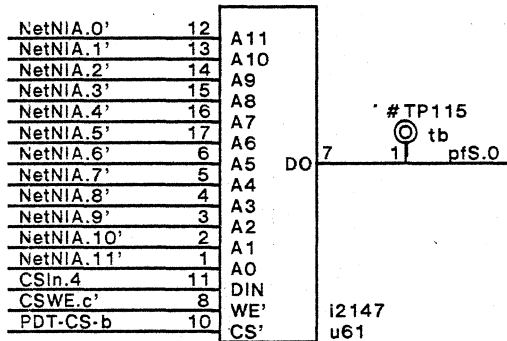 NetNIA.0' 12 A11
NetNIA.1' 13 A10
NetNIA.2' 14 A9
NetNIA.3' 15 A8
NetNIA.4' 16 A7
NetNIA.5' 17 A6
NetNIA.6' 6 A5 DO 7 1 pfS.0
NetNIA.7' 5 A4
NetNIA.8' 4 A3
NetNIA.9' 3 A2
NetNIA.10' 2 A1
NetNIA.11' 1 A0
CSIn.4 11 DIN
CSWE.c' 8 WE' i2147
PDT-CS-b 10 CS' u61
#TP115
tb